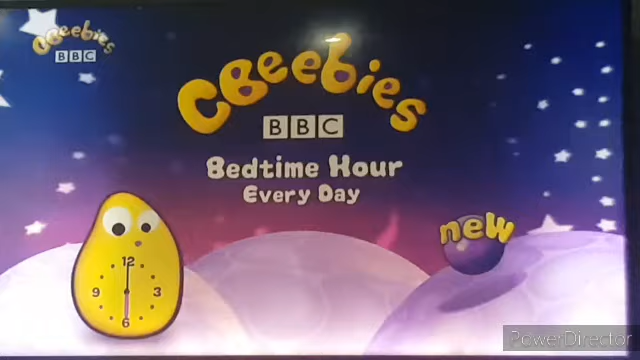 CBeebies
BBC
CBeebies
BBC
Bedtime Hour
Every Day
new
12
9
3
6
PowerDirector